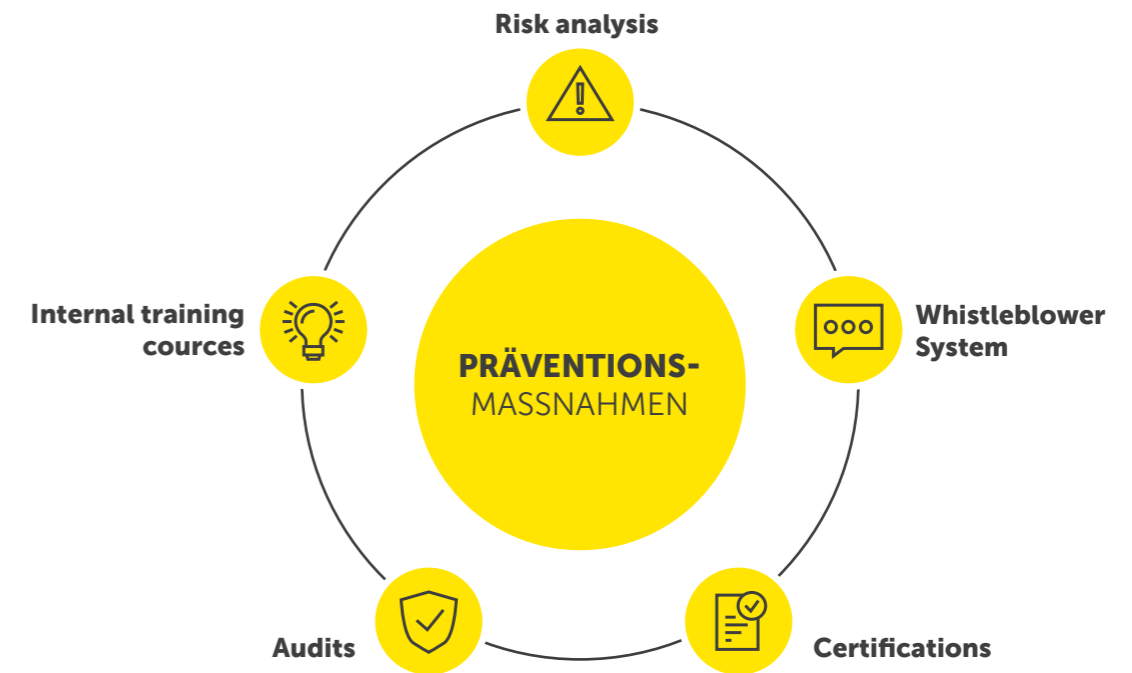 Risk analysis
Internal training
cources
Whistleblower
System
PRÄVENTIONS-
MASSNAHMEN
Audits
Certifications